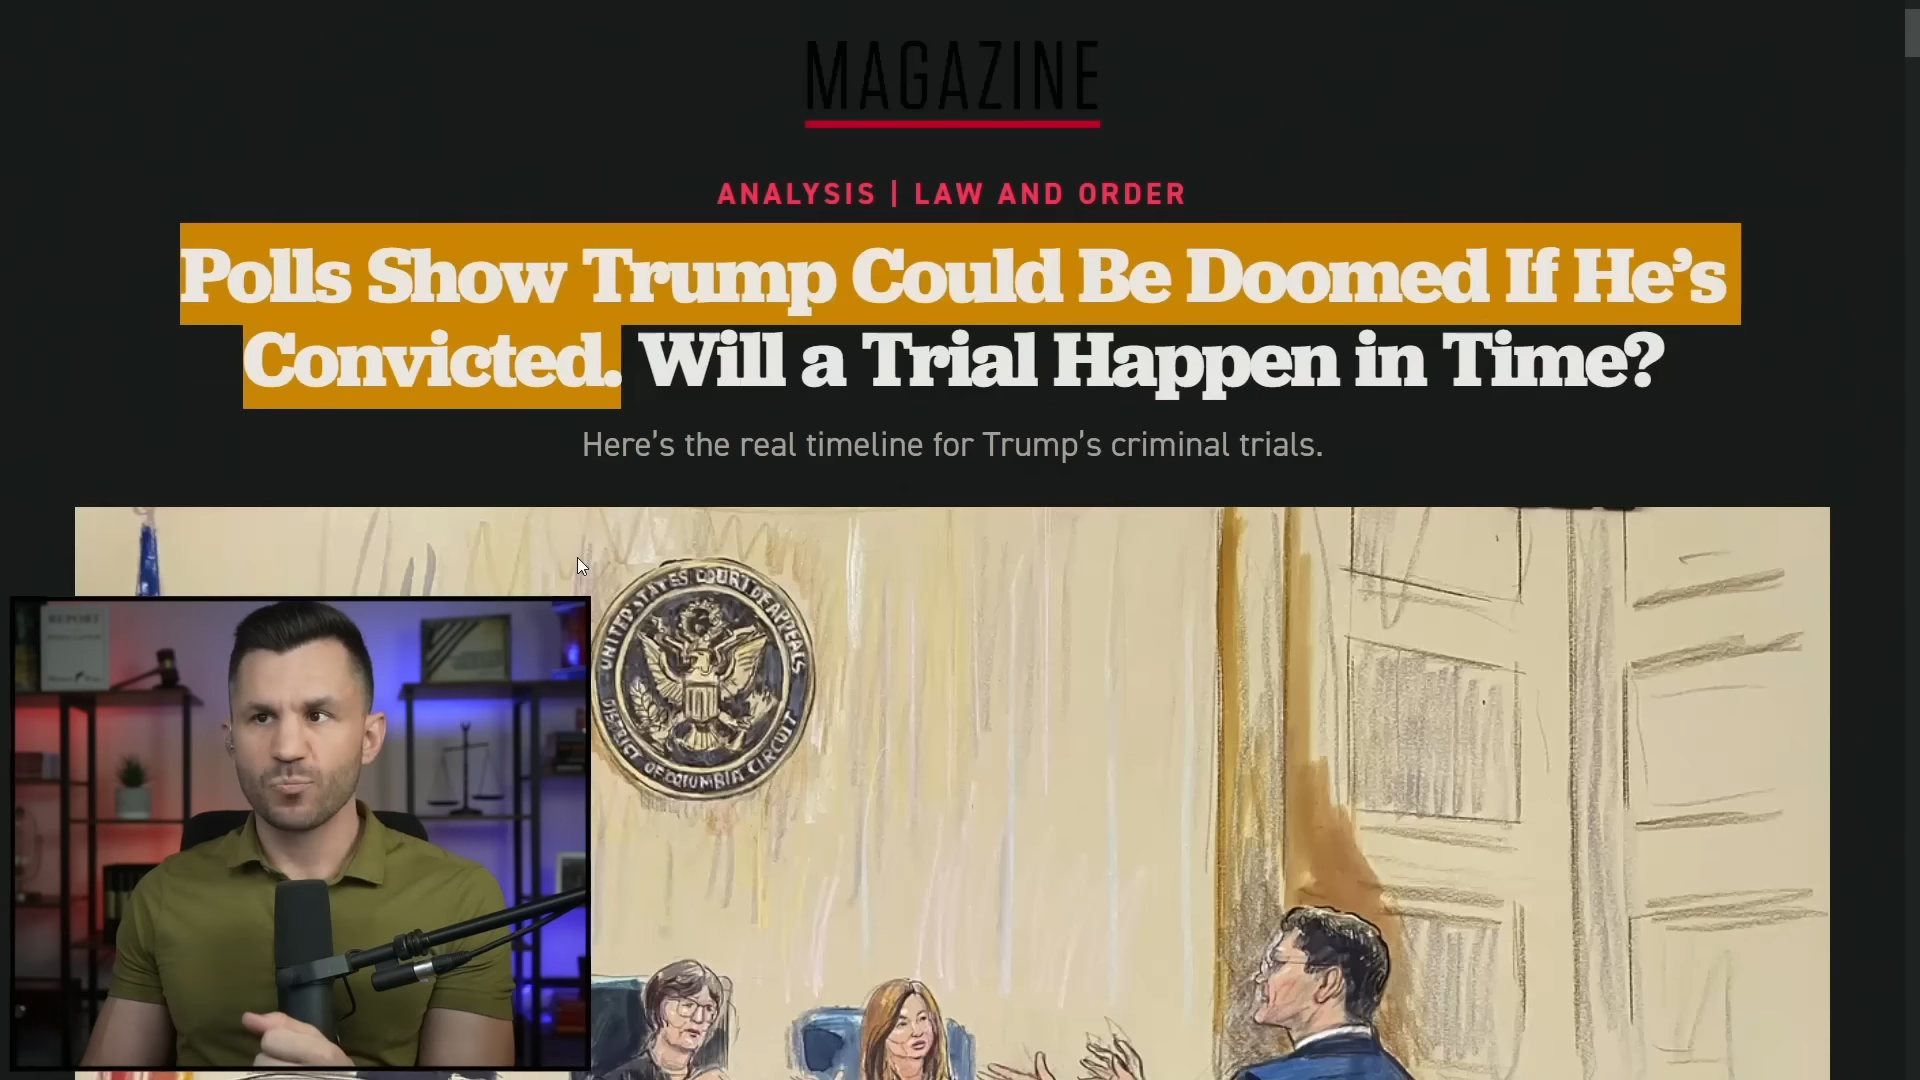 MAGAZINE
ANALYSIS | LAW AND ORDER
Polls Show Trump Could Be Doomed If He’s
Convicted. Will a Trial Happen in Time?
Here’s the real timeline for Trump’s criminal trials.
UNITED STATES COURT OF APPEALS
DISTRICT OF COLUMBIA CIRCUIT
REPORT